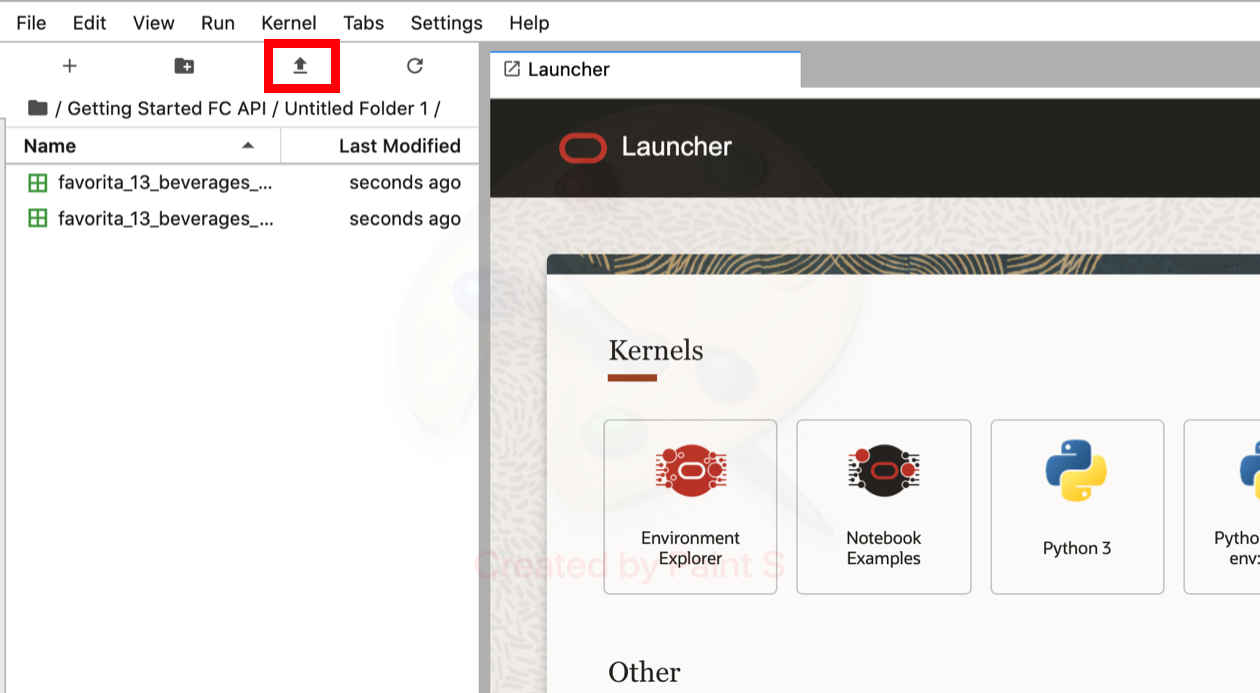 File Edit View Run Kernel Tabs Settings Help
/ Getting Started FC API / Untitled Folder 1 /
Name Last Modified
favorita_13_beverages_... seconds ago
favorita_13_beverages_... seconds ago
Launcher
Launcher
Kernels
Environment
Explorer
Notebook
Examples
Python 3
Pytho
env:
Other
Created by Paint S